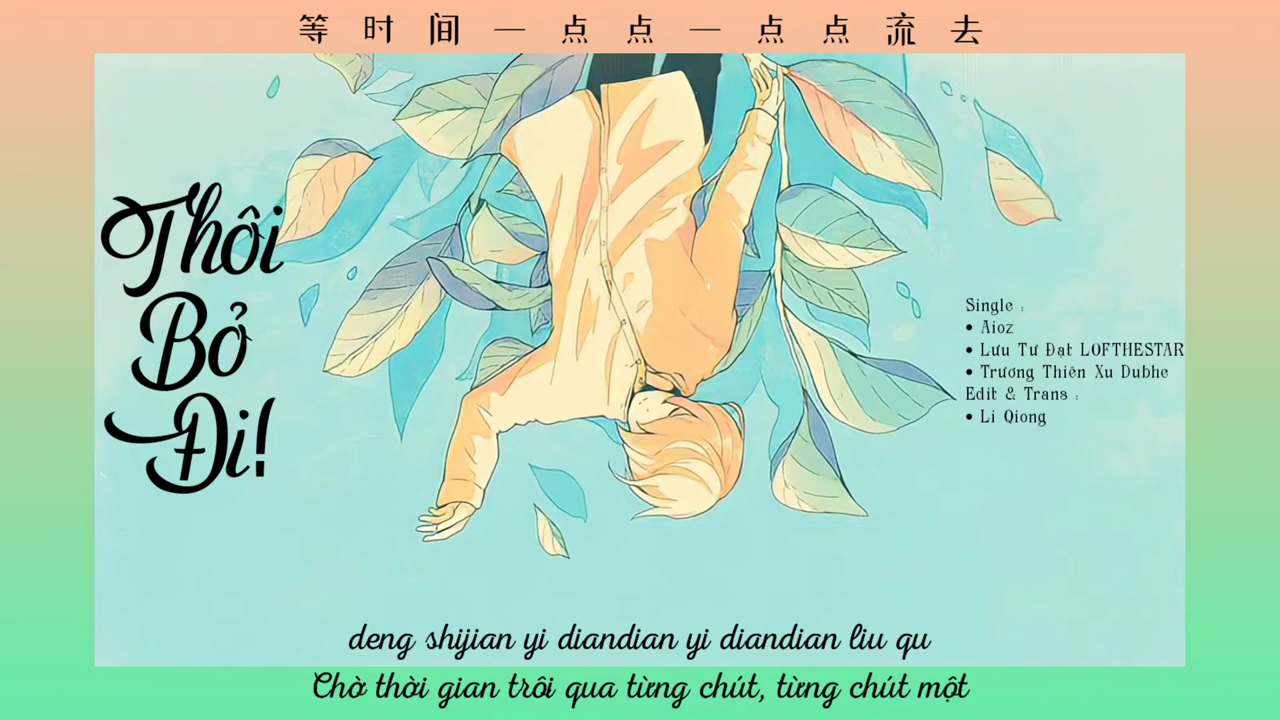 等时间一点点一点点流去
Thôi
Bỏ
Đi!
Single :
• Aioz
• Lưu Tư Đạt LOFTHESTAR
• Trương Thiên Xu Dubhe
Edit & Trans :
• Li Qiong
deng shijian yi diandian yi diandian liu qu
Chờ thời gian trôi qua từng chút, từng chút một